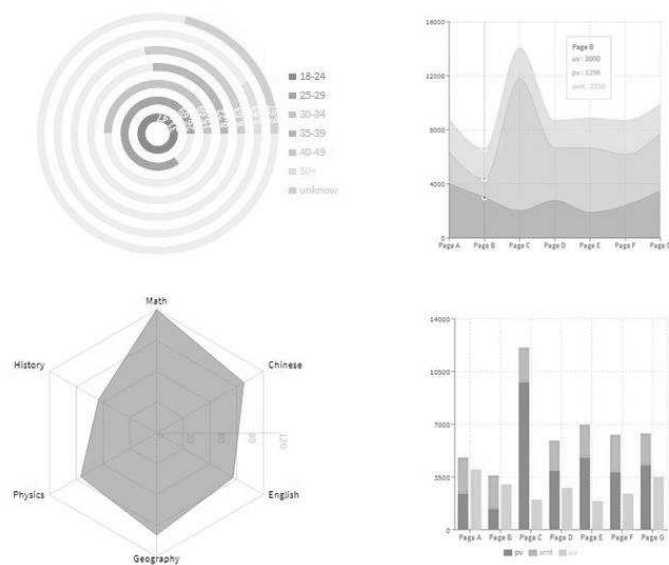 18-24
25-29
30-34
35-39
40-49
50+
unknow
16000
12000
8000
4000
0
Page B
uv : 3000
pv : 1398
Page A
Page B
Page C
Page D
Page E
Page F
Math
History
Chinese
Physics
English
Geography
120
14000
10500
7000
3500
0
Page A
Page B
Page C
Page D
Page E
Page F
Page G
pv
amt
uv